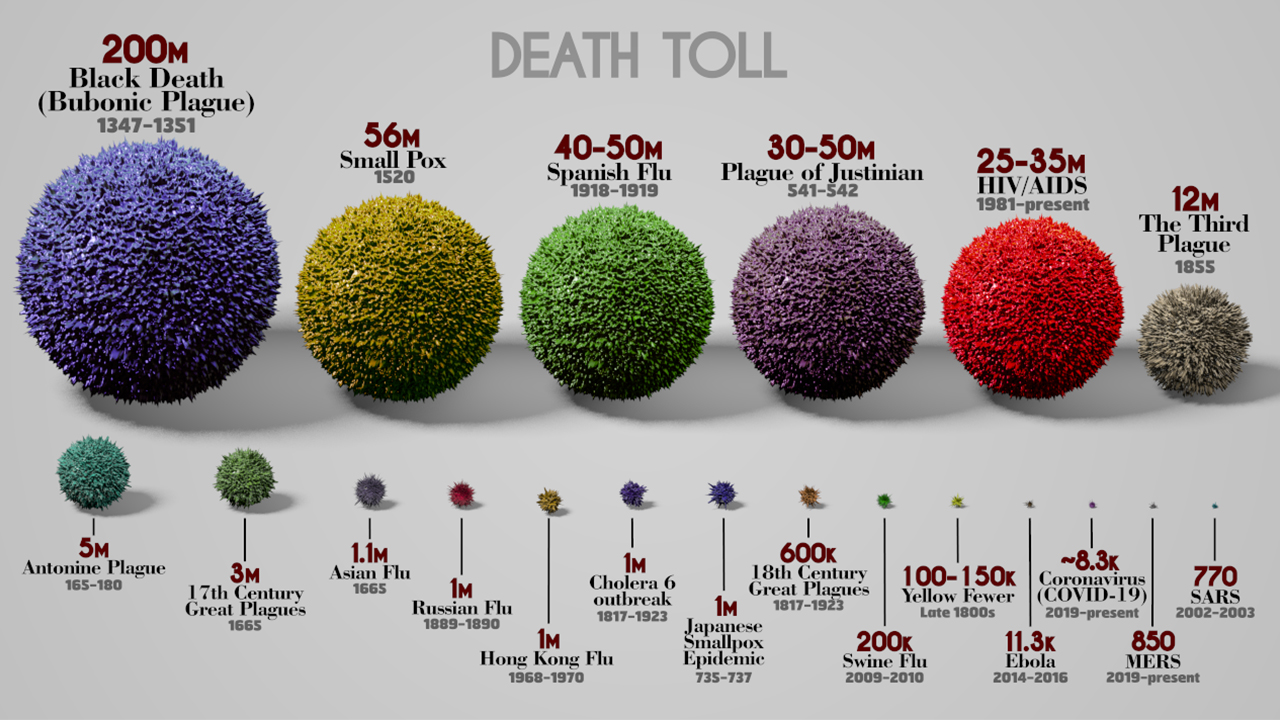 DEATH TOLL
200M
Black Death
(Bubonic Plague)
1347-1351
56M
Small Pox
1520
40-50M
Spanish Flu
1918-1919
30-50M
Plague of Justinian
541-542
25-35M
HIV/AIDS
1981-present
12M
The Third
Plague
1855
5M
Antonine Plague
165-180
3M
17th Century
Great Plagues
1665
1.1M
Asian Flu
1665
1M
Russian Flu
1889-1890
1M
Hong Kong Flu
1968-1970
1M
Cholera 6
outbreak
1817-1923
1M
Japanese
Smallpox
Epidemic
735-737
600K
18th Century
Great Plagues
1817-1923
200K
Swine Flu
2009-2010
100-150K
Yellow Fewer
Late 1800s
11.3K
Ebola
2014-2016
~8.3K
Coronavirus
(COVID-19)
2019-present
850
MERS
2019-present
770
SARS
2002-2003